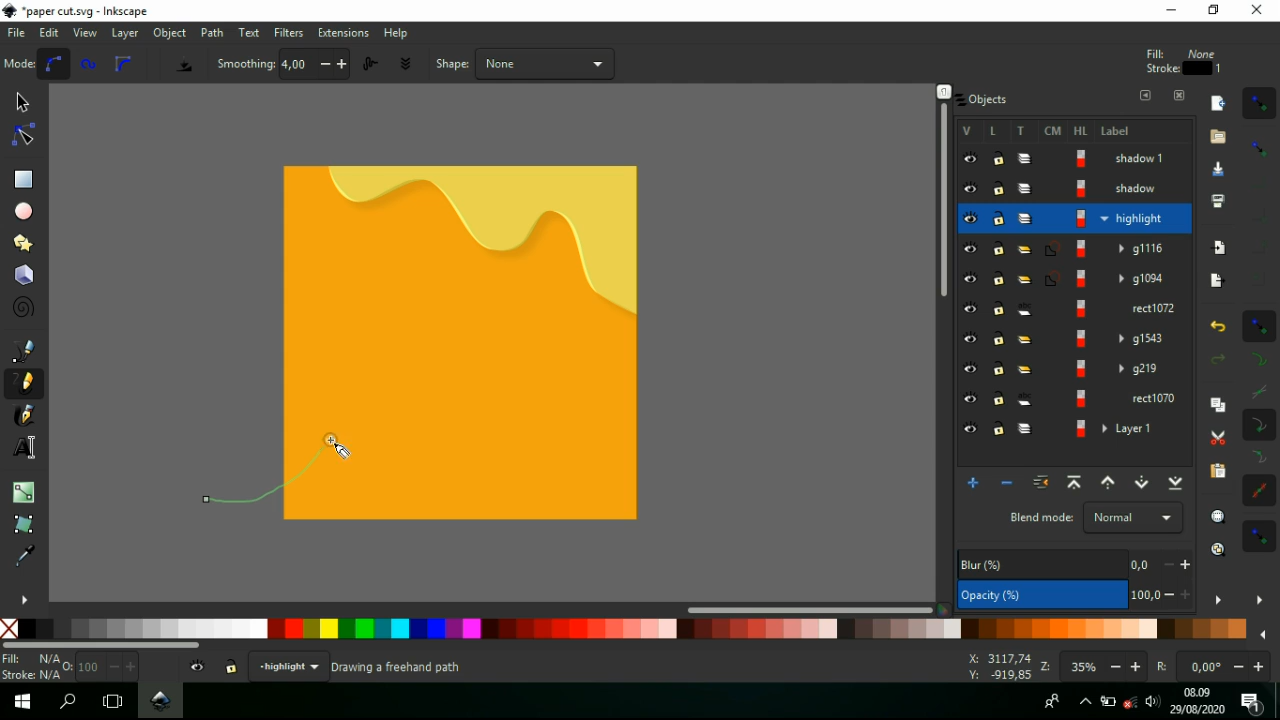 *paper cut.svg - Inkscape
File Edit View Layer Object Path Text Filters Extensions Help
Mode: Smoothing: 4,00 Shape: None
Fill: None
Stroke: 1
Objects
V L T CM HL Label
shadow 1
shadow
highlight
g1116
g1094
rect1072
g1543
g219
rect1070
Layer 1
Blend mode: Normal
Blur (%) 0,0
Opacity (%) 100,0
Fill: N/A O: 100
Stroke: N/A
highlight Drawing a freehand path
X: 3117,74 Z: 35% R: 0,00°
Y: -919,85
08.09
29/08/2020